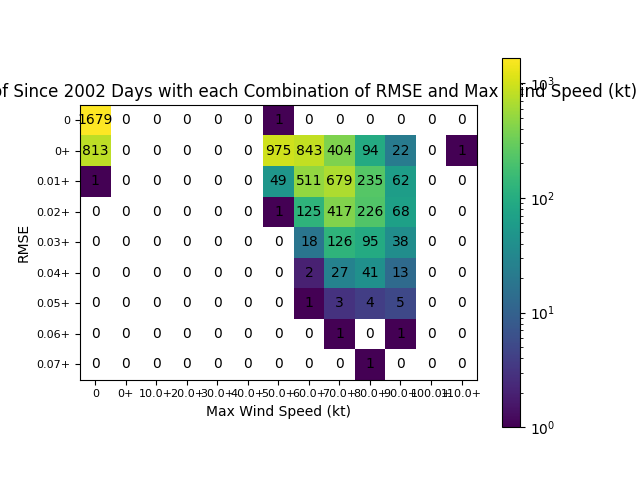 of Since 2002 Days with each Combination of RMSE and Max Wind Speed (kt)
0 1679 0 0 0 0 0 1 0 0 0 0 0 0
0+ 813 0 0 0 0 0 975 843 404 94 22 0 1
0.01+ 1 0 0 0 0 0 49 511 679 235 62 0 0
0.02+ 0 0 0 0 0 0 1 125 417 226 68 0 0
0.03+ 0 0 0 0 0 0 0 18 126 95 38 0 0
0.04+ 0 0 0 0 0 0 0 2 27 41 13 0 0
0.05+ 0 0 0 0 0 0 0 1 3 4 5 0 0
0.06+ 0 0 0 0 0 0 0 0 1 0 1 0 0
0.07+ 0 0 0 0 0 0 0 0 0 1 0 0 0
0 0+ 10.0+ 20.0+ 30.0+ 40.0+ 50.0+ 60.0+ 70.0+ 80.0+ 90.0+ 100.0+ 110.0+
RMSE
Max Wind Speed (kt)
10³
10²
10¹
10⁰